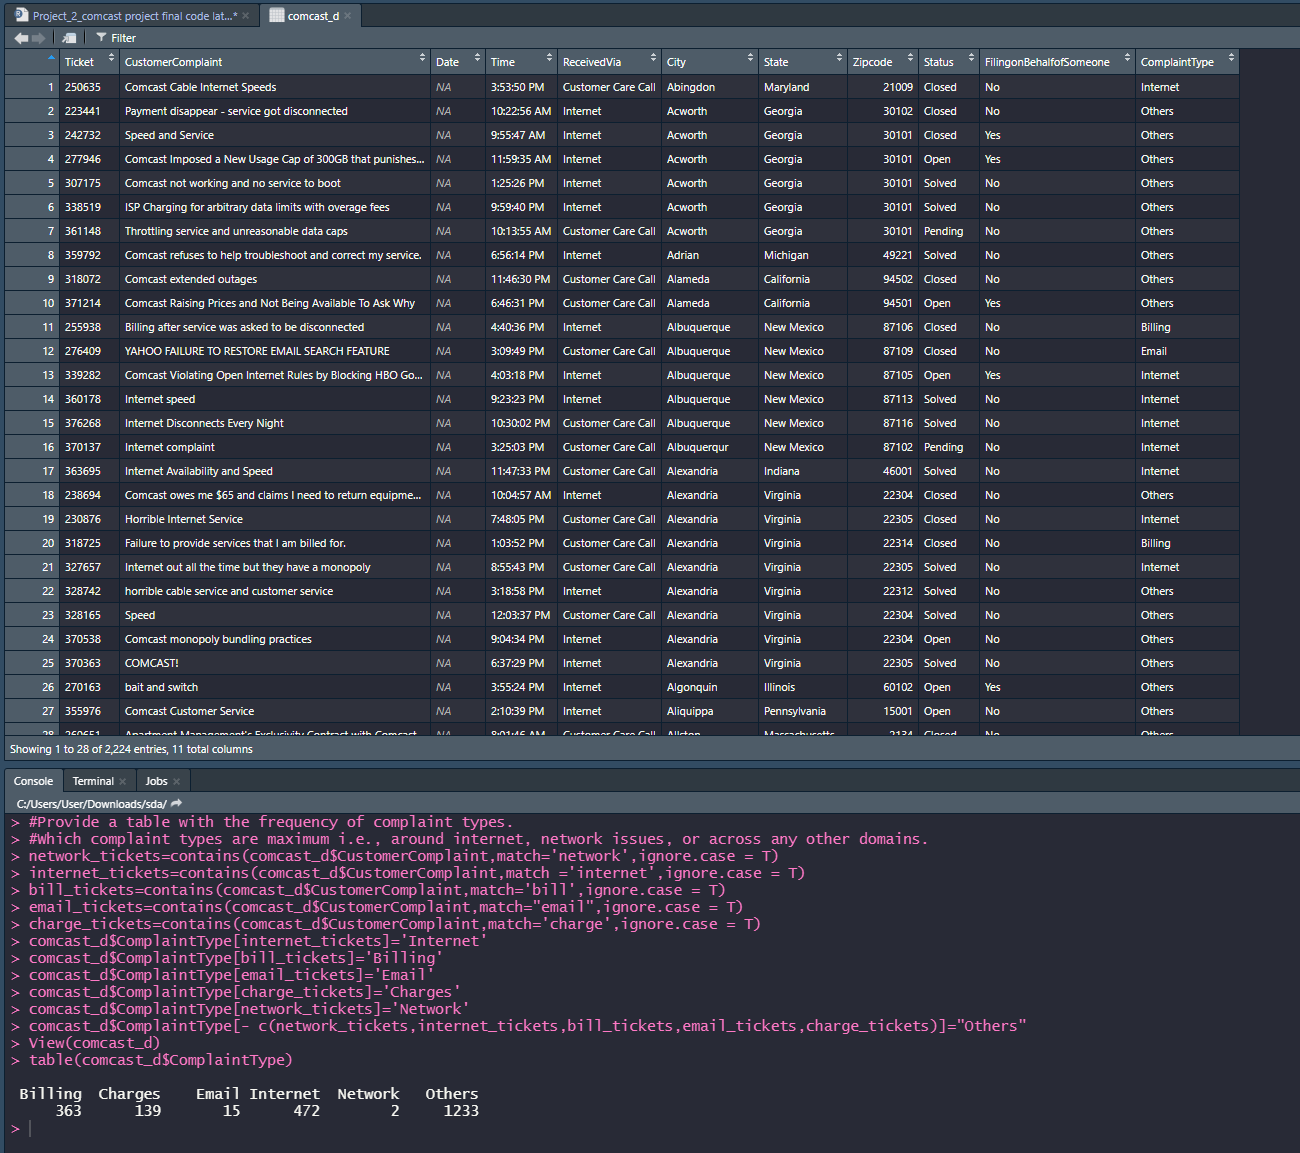 Project_2_comcast project final code lat...* comcast_d
Filter
Ticket CustomerComplaint Date Time ReceivedVia City State Zipcode Status FilingonBehalfofSomeone ComplaintType
1 250635 Comcast Cable Internet Speeds NA 3:53:50 PM Customer Care Call Abingdon Maryland 21009 Closed No Internet
2 223441 Payment disappear - service got disconnected NA 10:22:56 AM Internet Acworth Georgia 30102 Closed No Others
3 242732 Speed and Service NA 9:55:47 AM Internet Acworth Georgia 30101 Closed Yes Others
4 277946 Comcast Imposed a New Usage Cap of 300GB that punishes... NA 11:59:35 AM Internet Acworth Georgia 30101 Open Yes Others
5 307175 Comcast not working and no service to boot NA 1:25:26 PM Internet Acworth Georgia 30101 Solved No Others
6 338519 ISP Charging for arbitrary data limits with overage fees NA 9:59:40 PM Internet Acworth Georgia 30101 Solved No Others
7 361148 Throttling service and unreasonable data caps NA 10:13:55 AM Customer Care Call Acworth Georgia 30101 Pending No Others
8 359792 Comcast refuses to help troubleshoot and correct my service. NA 6:56:14 PM Internet Adrian Michigan 49221 Solved No Others
9 318072 Comcast extended outages NA 11:46:30 PM Customer Care Call Alameda California 94502 Closed No Others
10 371214 Comcast Raising Prices and Not Being Available To Ask Why NA 6:46:31 PM Customer Care Call Alameda California 94501 Open Yes Others
11 255938 Billing after service was asked to be disconnected NA 4:40:36 PM Internet Albuquerque New Mexico 87106 Closed No Billing
12 276409 YAHOO FAILURE TO RESTORE EMAIL SEARCH FEATURE NA 3:09:49 PM Customer Care Call Albuquerque New Mexico 87109 Closed No Email
13 339282 Comcast Violating Open Internet Rules by Blocking HBO Go... NA 4:03:18 PM Internet Albuquerque New Mexico 87105 Open Yes Internet
14 360178 Internet speed NA 9:23:23 PM Internet Albuquerque New Mexico 87113 Solved No Internet
15 376268 Internet Disconnects Every Night NA 10:30:02 PM Customer Care Call Albuquerque New Mexico 87116 Solved No Internet
16 370137 Internet complaint NA 3:25:03 PM Customer Care Call Albuquerqur New Mexico 87102 Pending No Internet
17 363695 Internet Availability and Speed NA 11:47:33 PM Customer Care Call Alexandria Indiana 46001 Solved No Internet
18 238694 Comcast owes me $65 and claims I need to return equipme... NA 10:04:57 AM Internet Alexandria Virginia 22304 Closed No Others
19 230876 Horrible Internet Service NA 7:48:05 PM Customer Care Call Alexandria Virginia 22305 Closed No Internet
20 318725 Failure to provide services that I am billed for. NA 1:03:52 PM Customer Care Call Alexandria Virginia 22314 Closed No Billing
21 327657 Internet out all the time but they have a monopoly NA 8:55:43 PM Customer Care Call Alexandria Virginia 22305 Solved No Internet
22 328742 horrible cable service and customer service NA 3:18:58 PM Internet Alexandria Virginia 22312 Solved No Others
23 328165 Speed NA 12:03:37 PM Customer Care Call Alexandria Virginia 22304 Solved No Others
24 370538 Comcast monopoly bundling practices NA 9:04:34 PM Internet Alexandria Virginia 22304 Open No Others
25 370363 COMCAST! NA 6:37:29 PM Internet Alexandria Virginia 22305 Solved No Others
26 270163 bait and switch NA 3:55:24 PM Internet Algonquin Illinois 60102 Open Yes Others
27 355976 Comcast Customer Service NA 2:10:39 PM Internet Aliquippa Pennsylvania 15001 Open No Others
28 260651 Apartment Management's Exclusivity Contract with Comcast NA 8:01:46 AM Internet Allston Massachusetts 2134 Closed No Others
Showing 1 to 28 of 2,224 entries, 11 total columns
Console Terminal Jobs
C:/Users/User/Downloads/sda/
> #Provide a table with the frequency of complaint types.
> #Which complaint types are maximum i.e., around internet, network issues, or across any other domains.
> network_tickets=contains(comcast_d$CustomerComplaint,match='network',ignore.case = T)
> internet_tickets=contains(comcast_d$CustomerComplaint,match ='internet',ignore.case = T)
> bill_tickets=contains(comcast_d$CustomerComplaint,match='bill',ignore.case = T)
> email_tickets=contains(comcast_d$CustomerComplaint,match="email",ignore.case = T)
> charge_tickets=contains(comcast_d$CustomerComplaint,match='charge',ignore.case = T)
> comcast_d$ComplaintType[internet_tickets]='Internet'
> comcast_d$ComplaintType[bill_tickets]='Billing'
> comcast_d$ComplaintType[email_tickets]='Email'
> comcast_d$ComplaintType[charge_tickets]='Charges'
> comcast_d$ComplaintType[network_tickets]='Network'
> comcast_d$ComplaintType[- c(network_tickets,internet_tickets,bill_tickets,email_tickets,charge_tickets)]="Others"
> View(comcast_d)
> table(comcast_d$ComplaintType)
Billing Charges Email Internet Network Others
363 139 15 472 2 1233
>